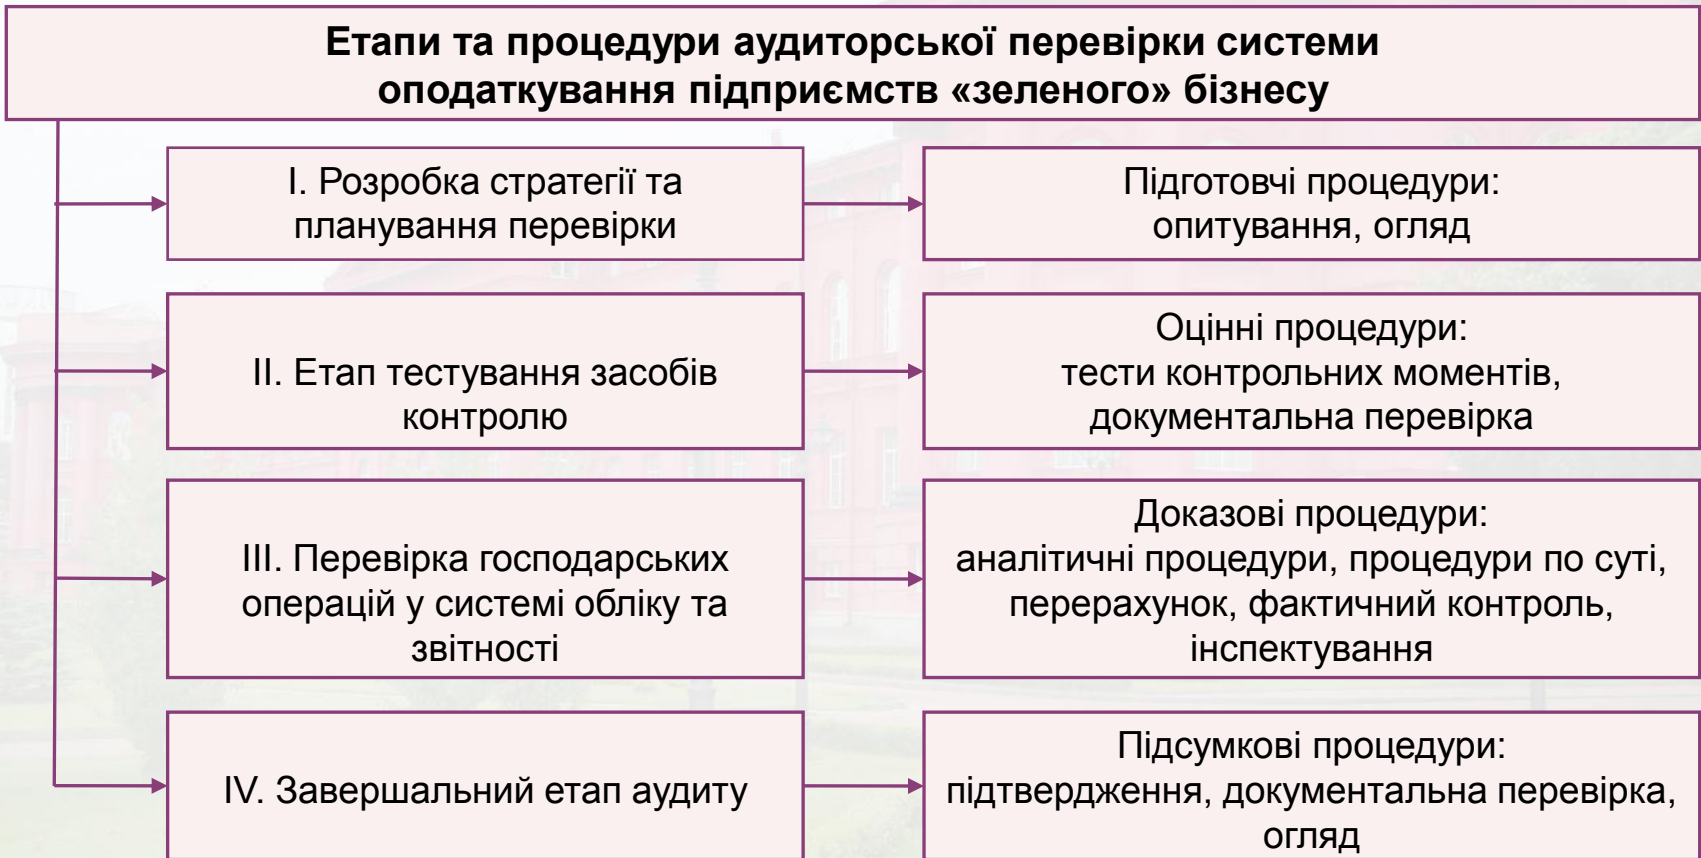 Етапи та процедури аудиторської перевірки системи
оподаткування підприємств «зеленого» бізнесу
І. Розробка стратегії та
планування перевірки
Підготовчі процедури:
опитування, огляд
ІІ. Етап тестування засобів
контролю
Оцінні процедури:
тести контрольних моментів,
документальна перевірка
ІІІ. Перевірка господарських
операцій у системі обліку та
звітності
Доказові процедури:
аналітичні процедури, процедури по суті,
перерахунок, фактичний контроль,
інспектування
IV. Завершальний етап аудиту
Підсумкові процедури:
підтвердження, документальна перевірка,
огляд